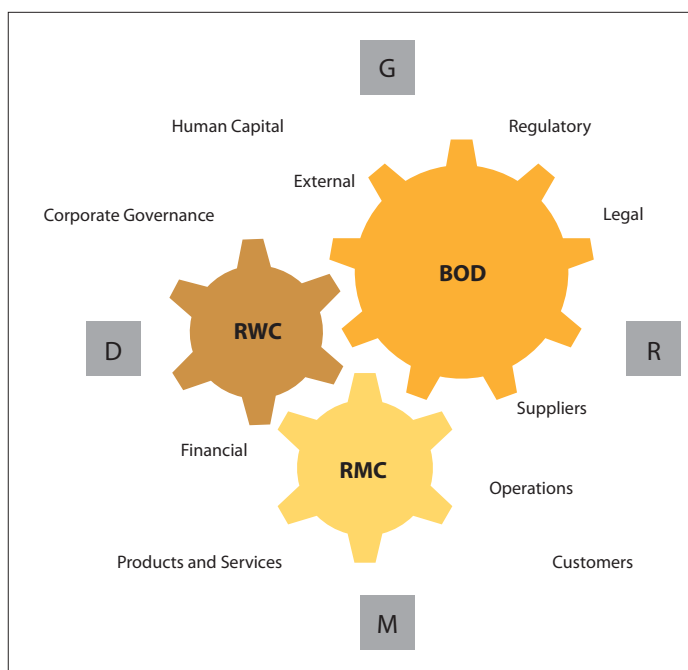 G
Human Capital
Regulatory
External
Corporate Governance
Legal
BOD
RWC
D
R
Suppliers
Financial
RMC
Operations
Products and Services
Customers
M